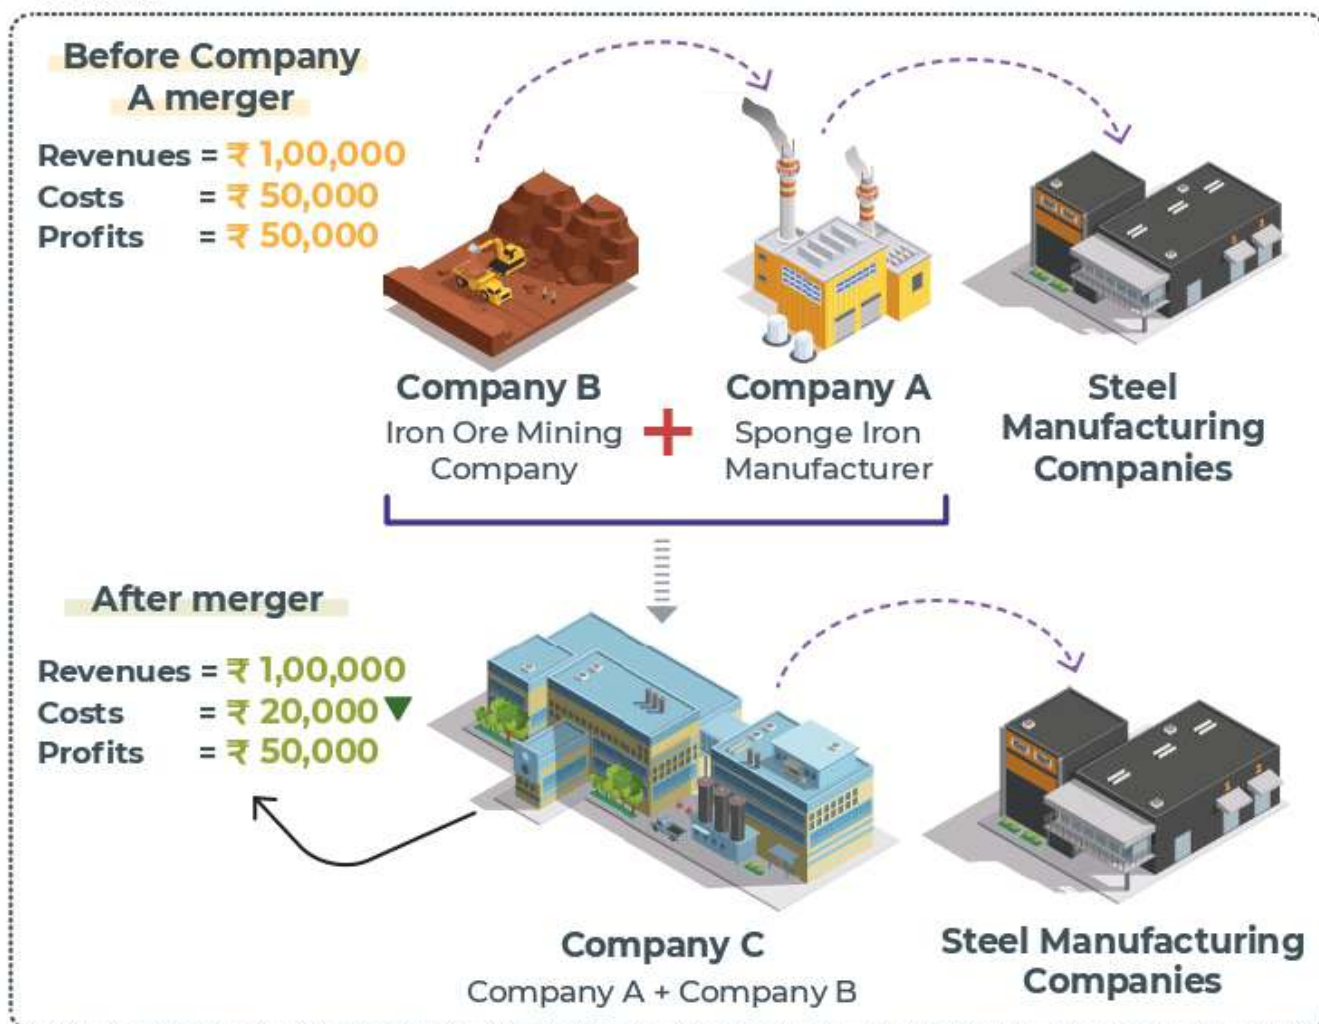 Before Company
A merger
Revenues = ₹ 1,00,000
Costs = ₹ 50,000
Profits = ₹ 50,000
Company B
Iron Ore Mining
Company
+
Company A
Sponge Iron
Manufacturer
Steel
Manufacturing
Companies
After merger
Revenues = ₹ 1,00,000
Costs = ₹ 20,000▼
Profits = ₹ 50,000
Company C
Company A + Company B
Steel Manufacturing
Companies